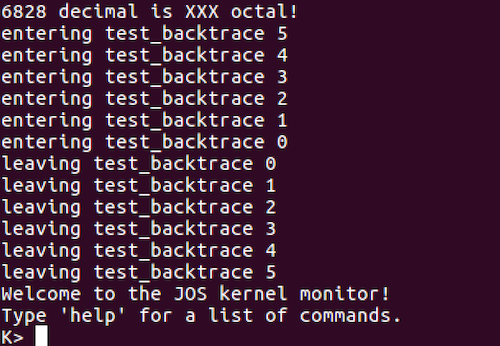 6828 decimal is XXX octal!
entering test_backtrace 5
entering test_backtrace 4
entering test_backtrace 3
entering test_backtrace 2
entering test_backtrace 1
entering test_backtrace 0
leaving test_backtrace 0
leaving test_backtrace 1
leaving test_backtrace 2
leaving test_backtrace 3
leaving test_backtrace 4
leaving test_backtrace 5
Welcome to the JOS kernel monitor!
Type 'help' for a list of commands.
K>